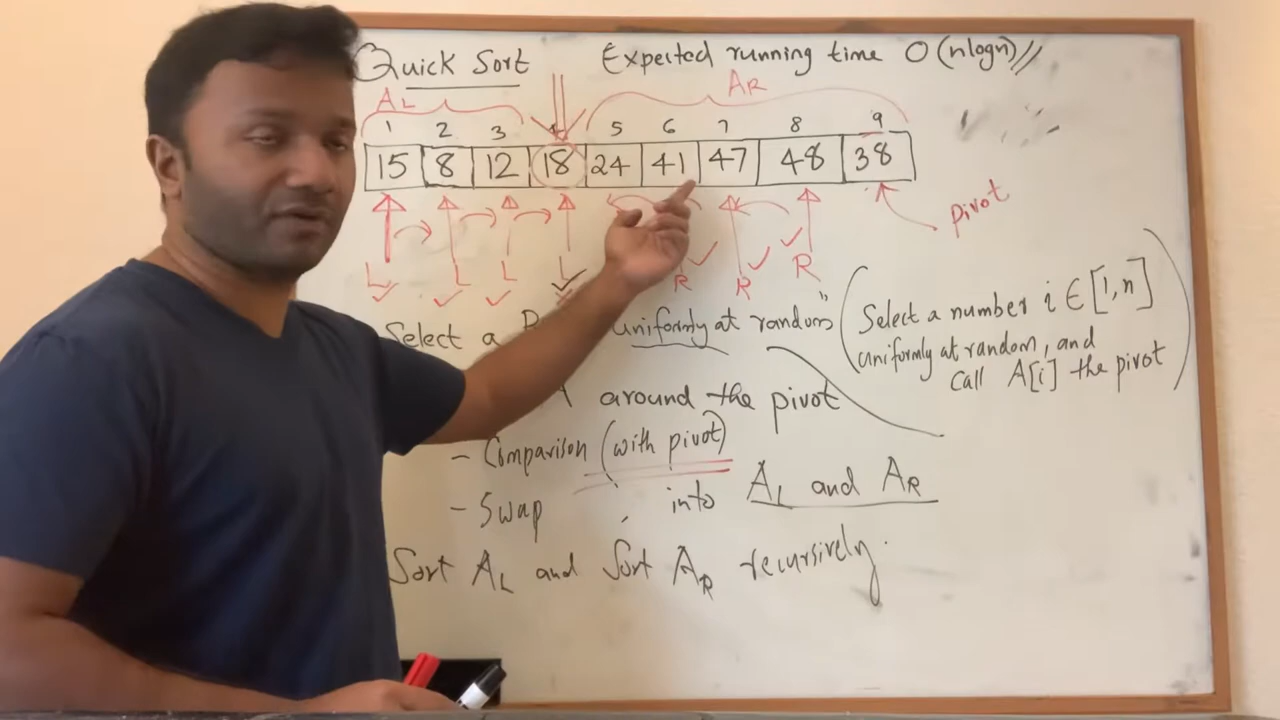 Quick Sort Expected running time O(nlogn)//
AL AR
1 2 3 5 6 7 8 9
15 8 12 18 24 41 47 48 38
pivot
L L L L R R R
Select a uniformly at random" (Select a number i ∈ [1,n]
uniformly at random, and
call A[i] the pivot)
A around the pivot
- Comparison (with pivot)
- Swap into AL and AR
Sort AL and Sort AR recursively.